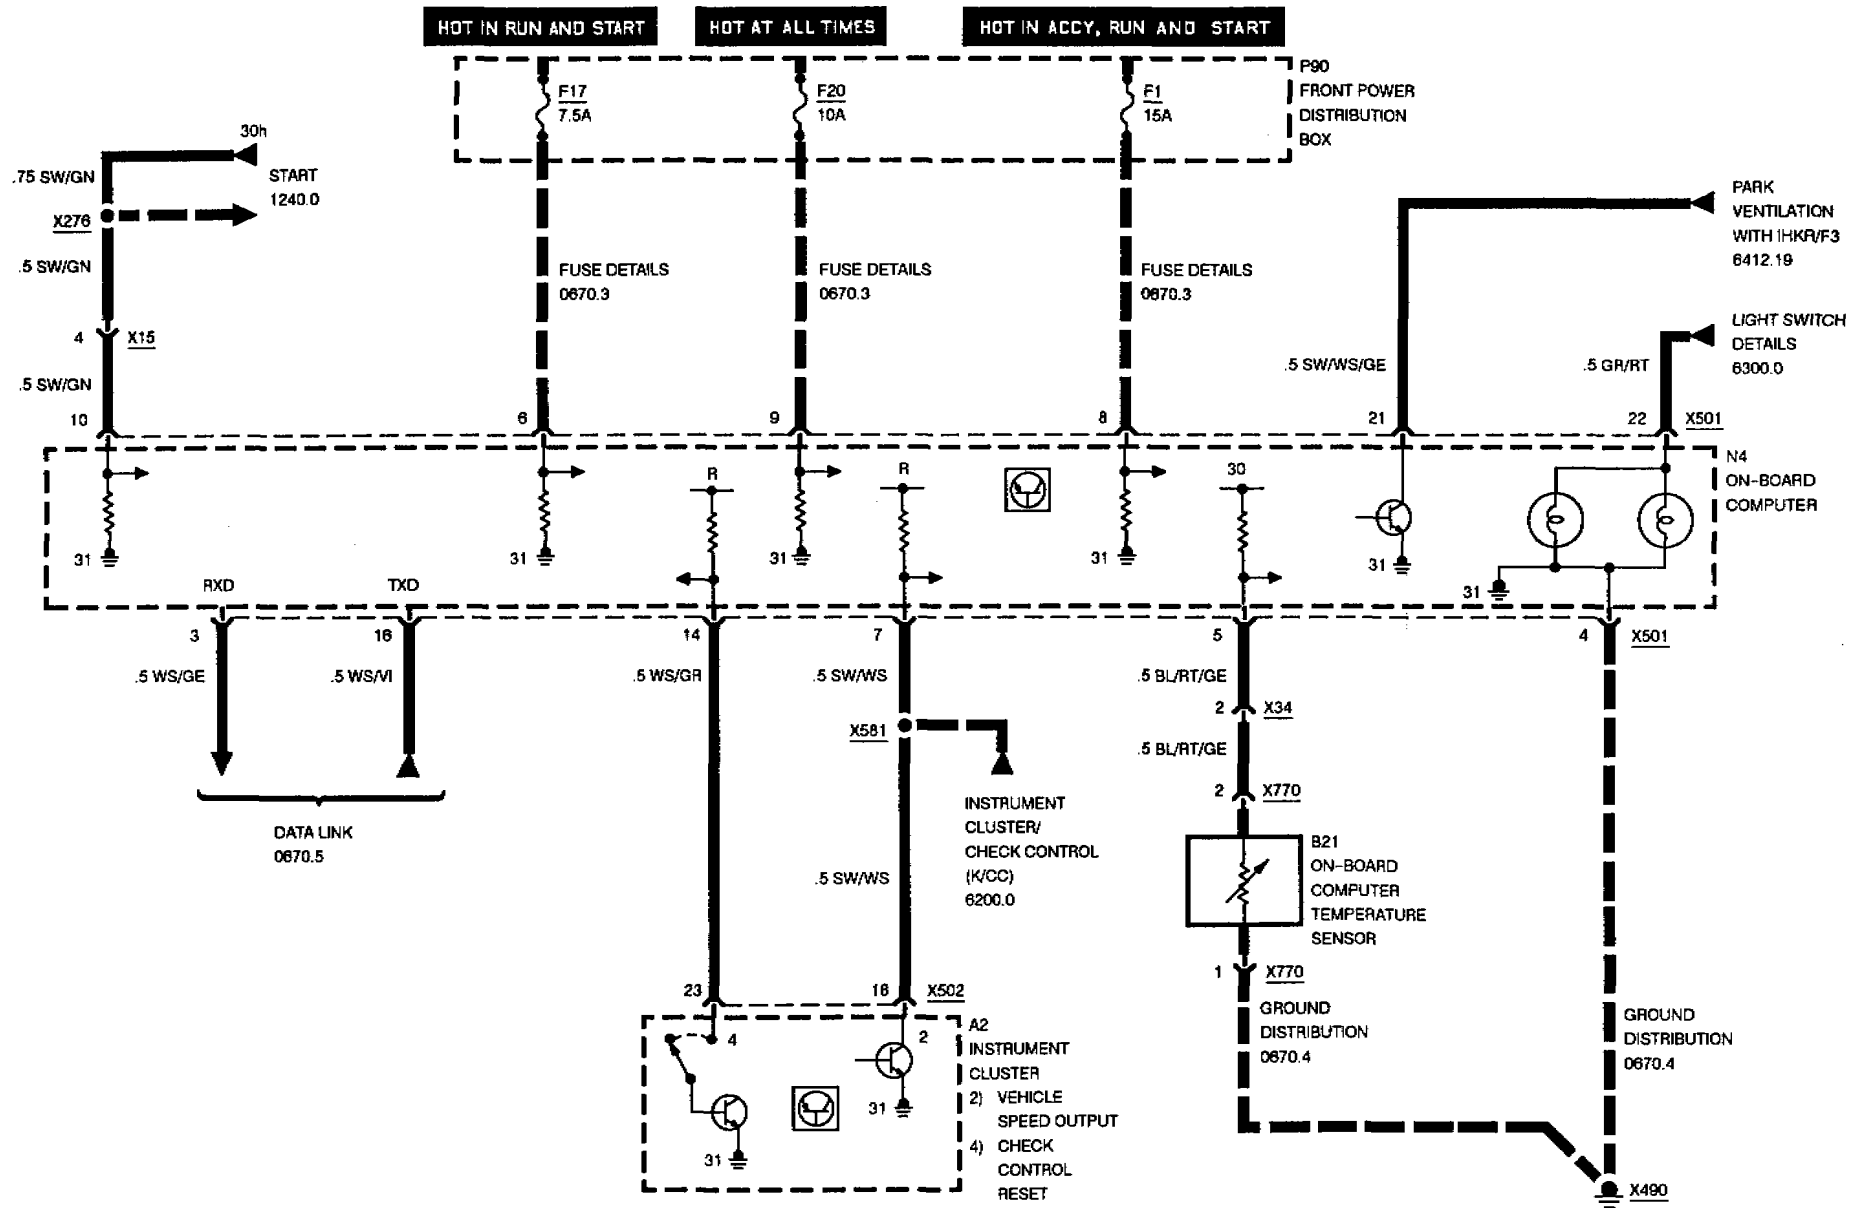 HOT IN RUN AND START
HOT AT ALL TIMES
HOT IN ACCY, RUN AND START
P90
FRONT POWER
DISTRIBUTION
BOX
F17
7.5A
F20
10A
F1
15A
30h
START
1240.0
.75 SW/GN
X276
.5 SW/GN
4
X15
.5 SW/GN
FUSE DETAILS
0670.3
FUSE DETAILS
0670.3
FUSE DETAILS
0670.3
PARK
VENTILATION
WITH IHKR/F3
6412.19
LIGHT SWITCH
DETAILS
6300.0
.5 SW/WS/GE
.5 GR/RT
10
6
9
8
21
22
X501
N4
ON-BOARD
COMPUTER
R
R
30
31
31
31
31
31
31
RXD
TXD
3
16
14
7
5
4
X501
.5 WS/GE
.5 WS/VI
.5 WS/GR
.5 SW/WS
.5 BL/RT/GE
2
X34
X581
.5 BL/RT/GE
2
X770
DATA LINK
0670.5
INSTRUMENT
CLUSTER/
CHECK CONTROL
(K/CC)
6200.0
.5 SW/WS
B21
ON-BOARD
COMPUTER
TEMPERATURE
SENSOR
1
X770
GROUND
DISTRIBUTION
0670.4
GROUND
DISTRIBUTION
0670.4
23
16
X502
4
2
31
31
A2
INSTRUMENT
CLUSTER
2) VEHICLE
SPEED OUTPUT
4) CHECK
CONTROL
RESET
X490